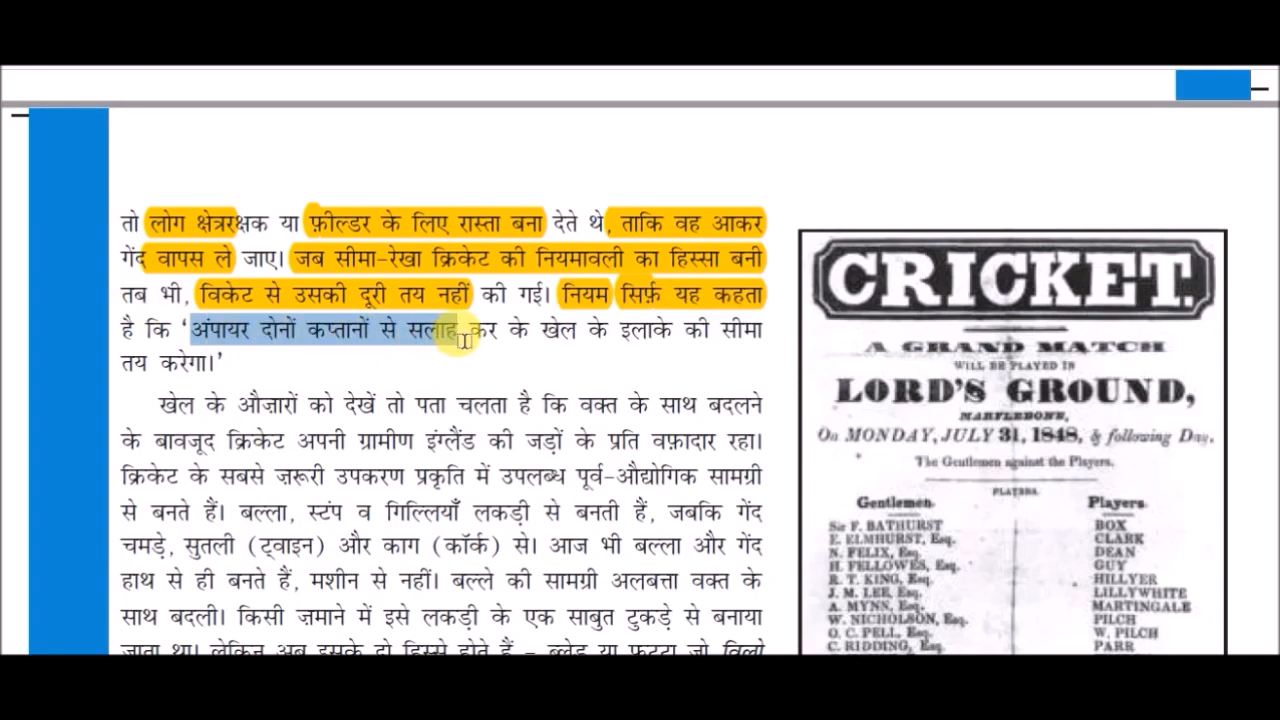 तो लोग क्षेत्ररक्षक या फ़ील्डर के लिए रास्ता बना देते थे, ताकि वह आकर
गेंद वापस ले जाए। जब सीमा-रेखा क्रिकेट की नियमावली का हिस्सा बनी
तब भी, विकेट से उसकी दूरी तय नहीं की गई। नियम सिर्फ़ यह कहता
है कि ‘अंपायर दोनों कप्तानों से सलाह कर के खेल के इलाके की सीमा
तय करेगा।’
खेल के औज़ारों को देखें तो पता चलता है कि वक्त के साथ बदलने
के बावजूद क्रिकेट अपनी ग्रामीण इंग्लैंड की जड़ों के प्रति वफ़ादार रहा।
क्रिकेट के सबसे ज़रूरी उपकरण प्रकृति में उपलब्ध पूर्व-औद्योगिक सामग्री
से बनते हैं। बल्ला, स्टंप व गिल्लियाँ लकड़ी से बनती हैं, जबकि गेंद
चमड़े, सुतली (ट्वाइन) और काग (कॉर्क) से। आज भी बल्ला और गेंद
हाथ से ही बनते हैं, मशीन से नहीं। बल्ले की सामग्री अलबत्ता वक्त के
साथ बदली। किसी ज़माने में इसे लकड़ी के एक साबुत टुकड़े से बनाया
जाता था। लेकिन अब इसके दो हिस्से होते हैं - ब्लेड या फट्टा जो विलो
CRICKET.
A GRAND MATCH
WILL BE PLAYED IN
LORD'S GROUND,
MARYLEBONE,
On MONDAY, JULY 31, 1848, & following Day.
The Gentlemen against the Players.
PLAYERS.
Gentlemen. Players.
Sir F. BATHURST BOX
E. ELMHURST, Esq. CLARK
N. FELIX, Esq. DEAN
H. FELLOWES, Esq. GUY
R. T. KING, Esq. HILLYER
J. M. LEE, Esq. LILLYWHITE
A. MYNN, Esq. MARTINGALE
W. NICHOLSON, Esq. PILCH
O. C. PELL, Esq. W. PILCH
C. RIDDING, Esq. PARR